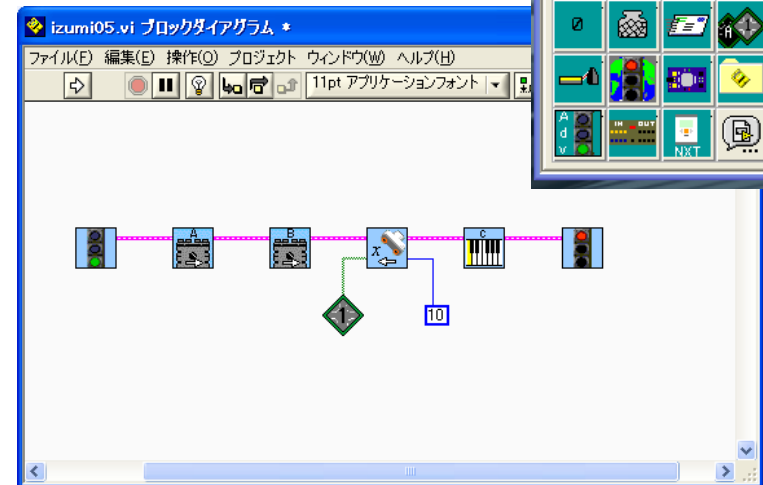 izumi05.vi ブロックダイアグラム *
ファイル(F) 編集(E) 操作(O) プロジェクト ウィンドウ(W) ヘルプ(H)
11pt アプリケーションフォント
0
A
A
d
v
IN OUT
NXT
A
B
x
C
1
10